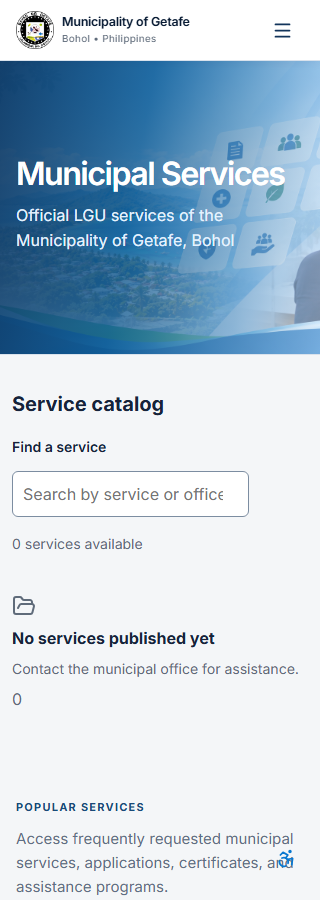 Municipality of Getafe
Bohol • Philippines
Municipal Services
Official LGU services of the
Municipality of Getafe, Bohol
Service catalog
Find a service
Search by service or office
0 services available
No services published yet
Contact the municipal office for assistance.
0
POPULAR SERVICES
Access frequently requested municipal
services, applications, certificates, and
assistance programs.